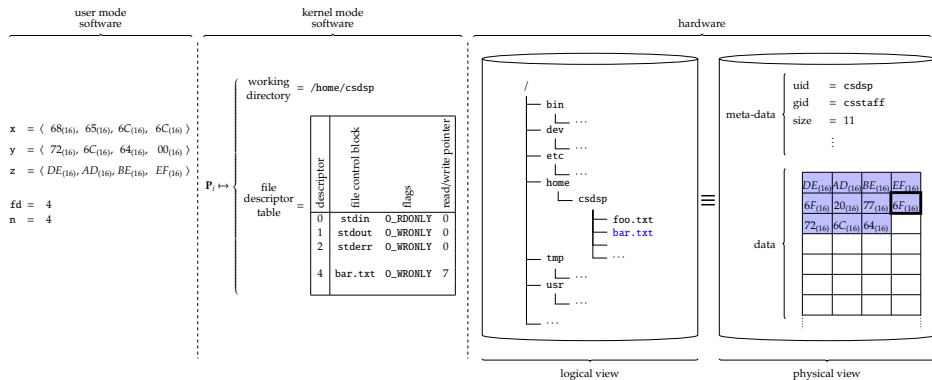 user mode
software
kernel mode
software
hardware
x = ⟨ 68(16), 65(16), 6C(16), 6C(16) ⟩
y = ⟨ 72(16), 6C(16), 64(16), 00(16) ⟩
z = ⟨ DE(16), AD(16), BE(16), EF(16) ⟩
fd = 4
n = 4
Pi ↦
working
directory = /home/csdsp
file
descriptor
table =
descriptor file control block flags read/write pointer
0 stdin O_RDONLY 0
1 stdout O_WRONLY 0
2 stderr O_WRONLY 0
4 bar.txt O_WRONLY 7
/
bin
...
dev
...
etc
...
home
csdsp
foo.txt
bar.txt
...
tmp
...
usr
...
...
logical view
≡
meta-data
uid = csdsp
gid = csstaff
size = 11
⋮
data
DE(16) AD(16) BE(16) EF(16)
6F(16) 20(16) 77(16) 6F(16)
72(16) 6C(16) 64(16)
physical view